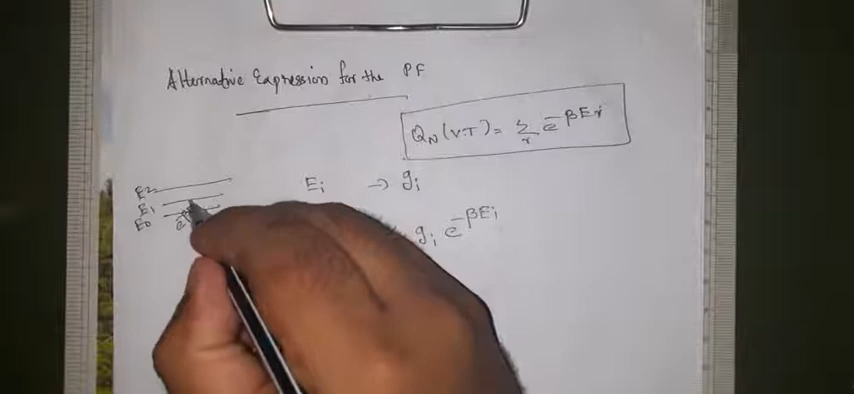 Alternative Expression for the PF
Q_N (V.T) = Σ_r e^-βE_r
E_2
E_1
E_0
E_i → g_i
g_i e^-βE_i